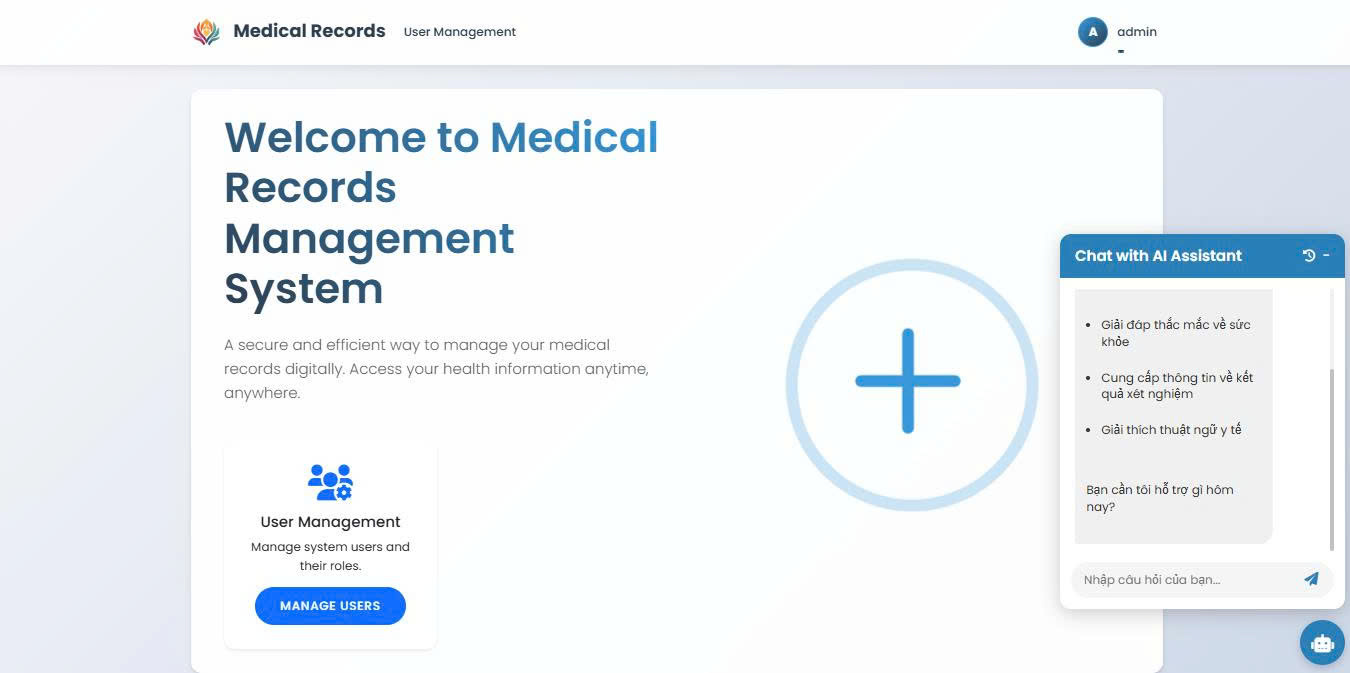 Medical Records
User Management
A
admin
Welcome to Medical
Records
Management
System
A secure and efficient way to manage your medical
records digitally. Access your health information anytime,
anywhere.
User Management
Manage system users and
their roles.
MANAGE USERS
Chat with AI Assistant
• Giải đáp thắc mắc về sức
khỏe
• Cung cấp thông tin về kết
quả xét nghiệm
• Giải thích thuật ngữ y tế
Bạn cần tôi hỗ trợ gì hôm
nay?
Nhập câu hỏi của bạn...